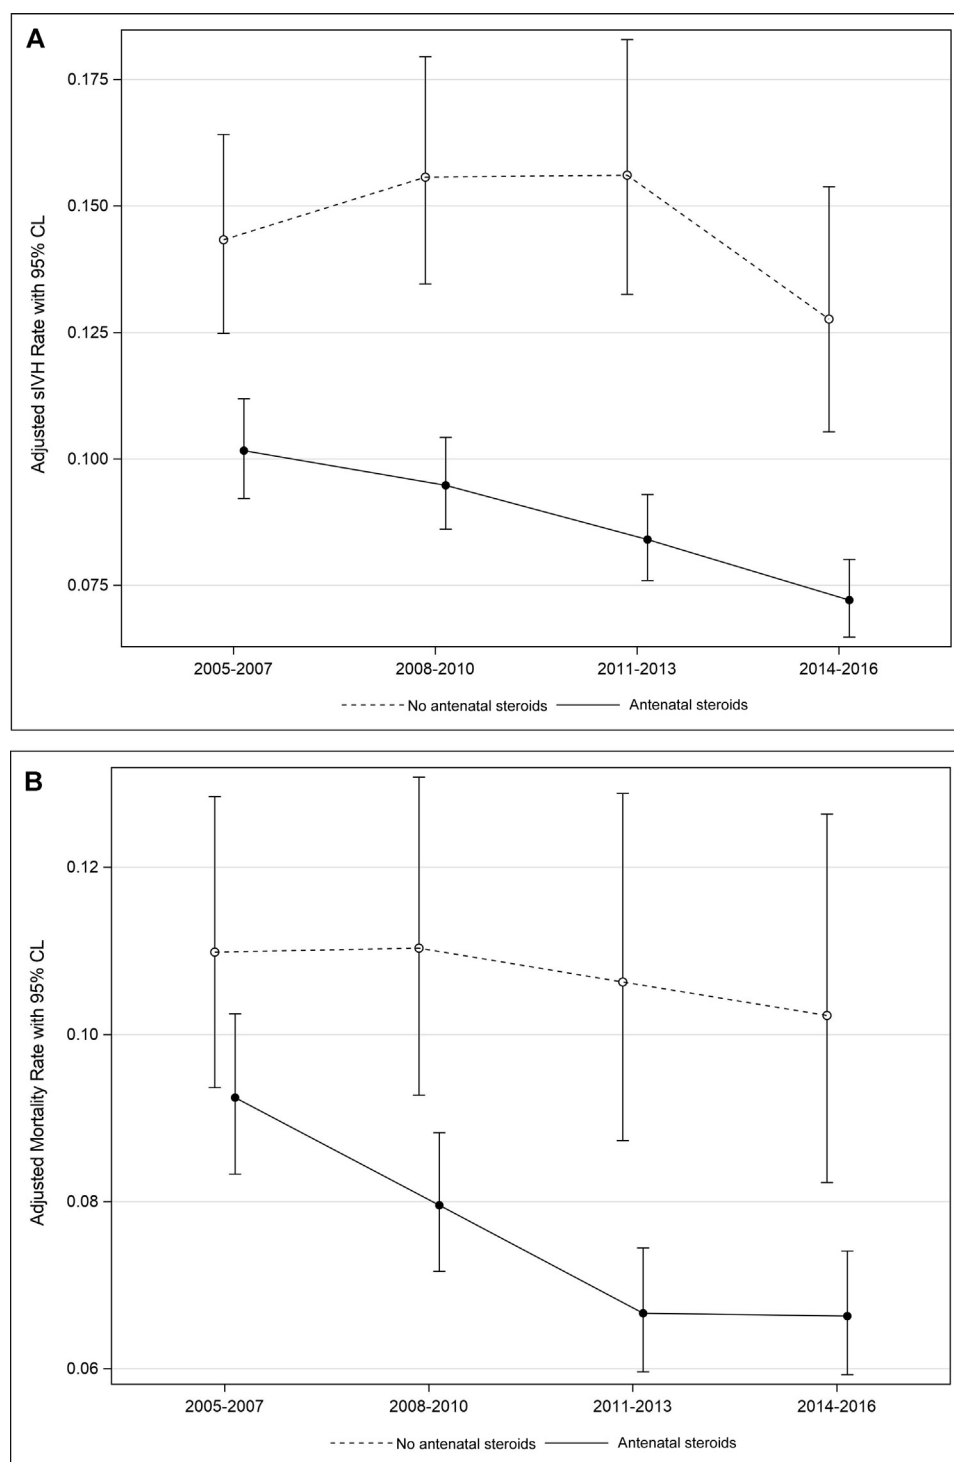 A
Adjusted sIVH Rate with 95% CL
0.175
0.150
0.125
0.100
0.075
2005-2007 2008-2010 2011-2013 2014-2016
No antenatal steroids Antenatal steroids
B
Adjusted Mortality Rate with 95% CL
0.12
0.10
0.08
0.06
2005-2007 2008-2010 2011-2013 2014-2016
No antenatal steroids Antenatal steroids